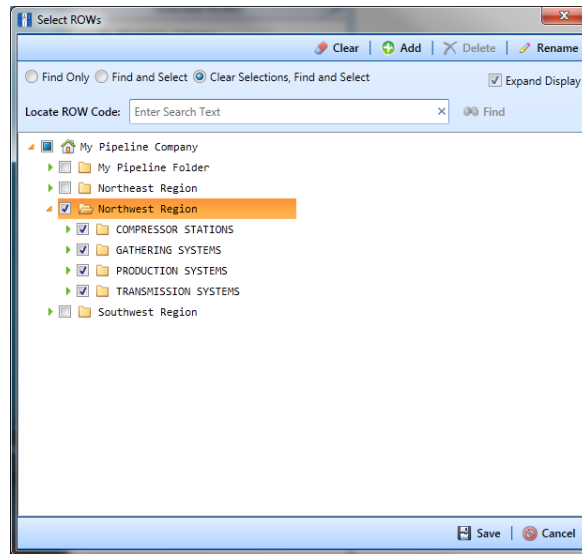 Select ROWs
Clear | Add | Delete | Rename
Find Only Find and Select Clear Selections, Find and Select Expand Display
Locate ROW Code: Enter Search Text Find
My Pipeline Company
My Pipeline Folder
Northeast Region
Northwest Region
COMPRESSOR STATIONS
GATHERING SYSTEMS
PRODUCTION SYSTEMS
TRANSMISSION SYSTEMS
Southwest Region
Save | Cancel